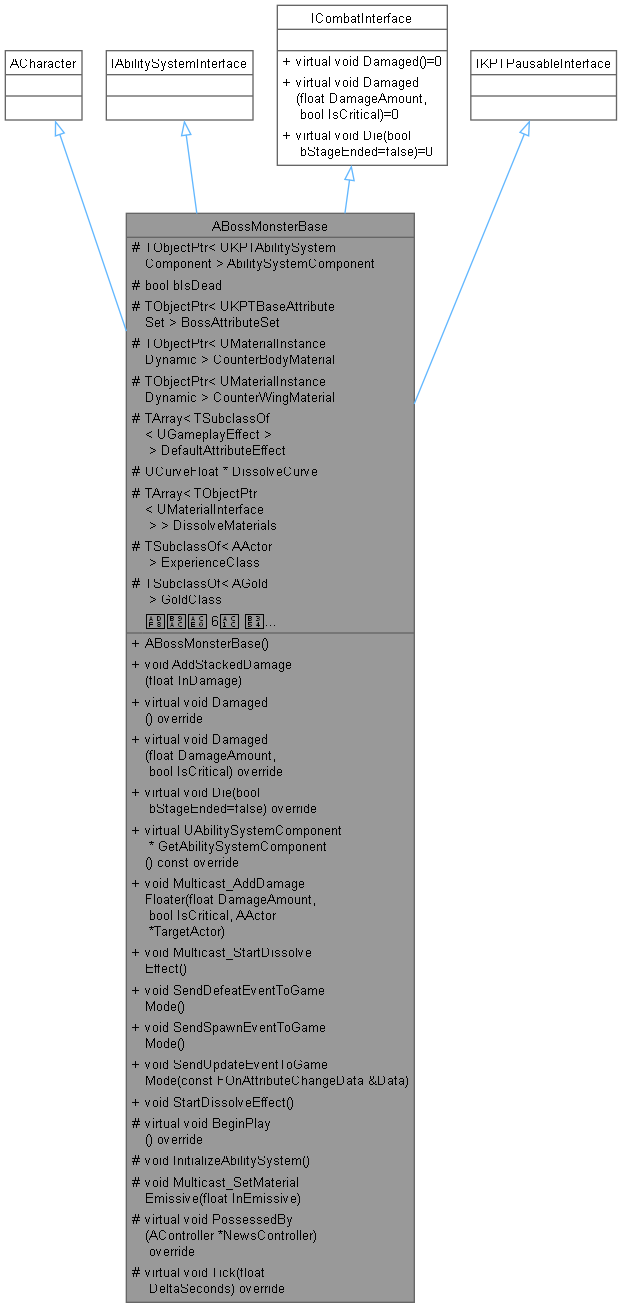 ICombatInterface
+ virtual void Damaged()=0
+ virtual void Damaged
(float DamageAmount,
bool IsCritical)=0
+ virtual void Die(bool
bStageEnded=false)=0
ACharacter
IAbilitySystemInterface
IKPTPausableInterface
ABossMonsterBase
# TObjectPtr< UKPTAbilitySystem
Component > AbilitySystemComponent
# bool bIsDead
# TObjectPtr< UKPTBaseAttribute
Set > BossAttributeSet
# TObjectPtr< UMaterialInstance
Dynamic > CounterBodyMaterial
# TObjectPtr< UMaterialInstance
Dynamic > CounterWingMaterial
# TArray< TSubclassOf
< UGameplayEffect >
> DefaultAttributeEffect
# UCurveFloat * DissolveCurve
# TArray< TObjectPtr
< UMaterialInterface
> > DissolveMaterials
# TSubclassOf< AActor
> ExperienceClass
# TSubclassOf< AGold
> GoldClass
ADF8 B9AC ACE0 6 AC1C B354...
+ ABossMonsterBase()
+ void AddStackedDamage
(float InDamage)
+ virtual void Damaged
() override
+ virtual void Damaged
(float DamageAmount,
bool IsCritical) override
+ virtual void Die(bool
bStageEnded=false) override
+ virtual UAbilitySystemComponent
* GetAbilitySystemComponent
() const override
+ void Multicast_AddDamage
Floater(float DamageAmount,
bool IsCritical, AActor
*TargetActor)
+ void Multicast_StartDissolve
Effect()
+ void SendDefeatEventToGame
Mode()
+ void SendSpawnEventToGame
Mode()
+ void SendUpdateEventToGame
Mode(const FOnAttributeChangeData &Data)
+ void StartDissolveEffect()
# virtual void BeginPlay
() override
# void InitializeAbilitySystem()
# void Multicast_SetMaterial
Emissive(float InEmissive)
# virtual void PossessedBy
(AController *NewsController)
override
# virtual void Tick(float
DeltaSeconds) override